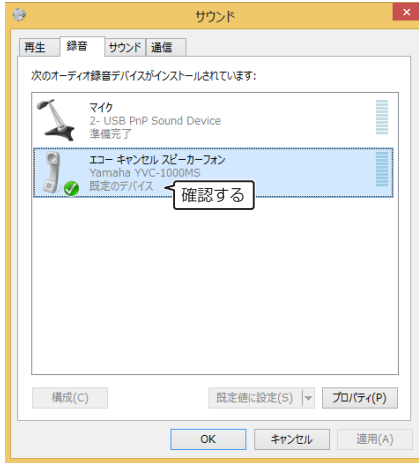 サウンド
再生 録音 サウンド 通信
次のオーディオ録音デバイスがインストールされています:
マイク
2- USB PnP Sound Device
準備完了
エコー キャンセル スピーカーフォン
Yamaha YVC-1000MS
既定のデバイス
確認する
構成(C) 既定値に設定(S) プロパティ(P)
OK キャンセル 適用(A)